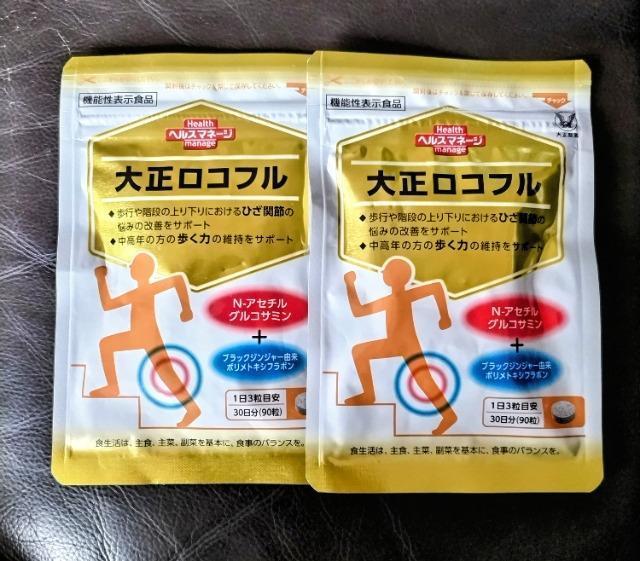 機能性表示食品
Health
ヘルスマネージ
manage
大正ロコフル
◆歩行や階段の上り下りにおけるひざ関節の
悩みの改善をサポート
◆中高年の方の歩く力の維持をサポート
N-アセチル
グルコサミン
+
ブラックジンジャー由来
ポリメトキシフラボン
1日3粒目安
30日分(90粒)
食生活は、主食、主菜、副菜を基本に、食事のバランスを。
チャック
機能性表示食品
大正製薬
Health
ヘルスマネージ
manage
大正ロコフル
◆歩行や階段の上り下りにおけるひざ関節の
悩みの改善をサポート
◆中高年の方の歩く力の維持をサポート
N-アセチル
グルコサミン
+
ブラックジンジャー由来
ポリメトキシフラボン
1日3粒目安
30日分(90粒)
食生活は、主食、主菜、副菜を基本に、食事のバランスを。